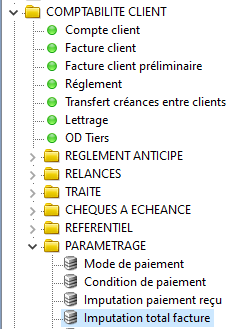 COMPTABILITE CLIENT
Compte client
Facture client
Facture client préliminaire
Réglement
Transfert créances entre clients
Lettrage
OD Tiers
REGLEMENT ANTICIPE
RELANCES
TRAITE
CHEQUES A ECHEANCE
REFERENTIEL
PARAMETRAGE
Mode de paiement
Condition de paiement
Imputation paiement reçu
Imputation total facture